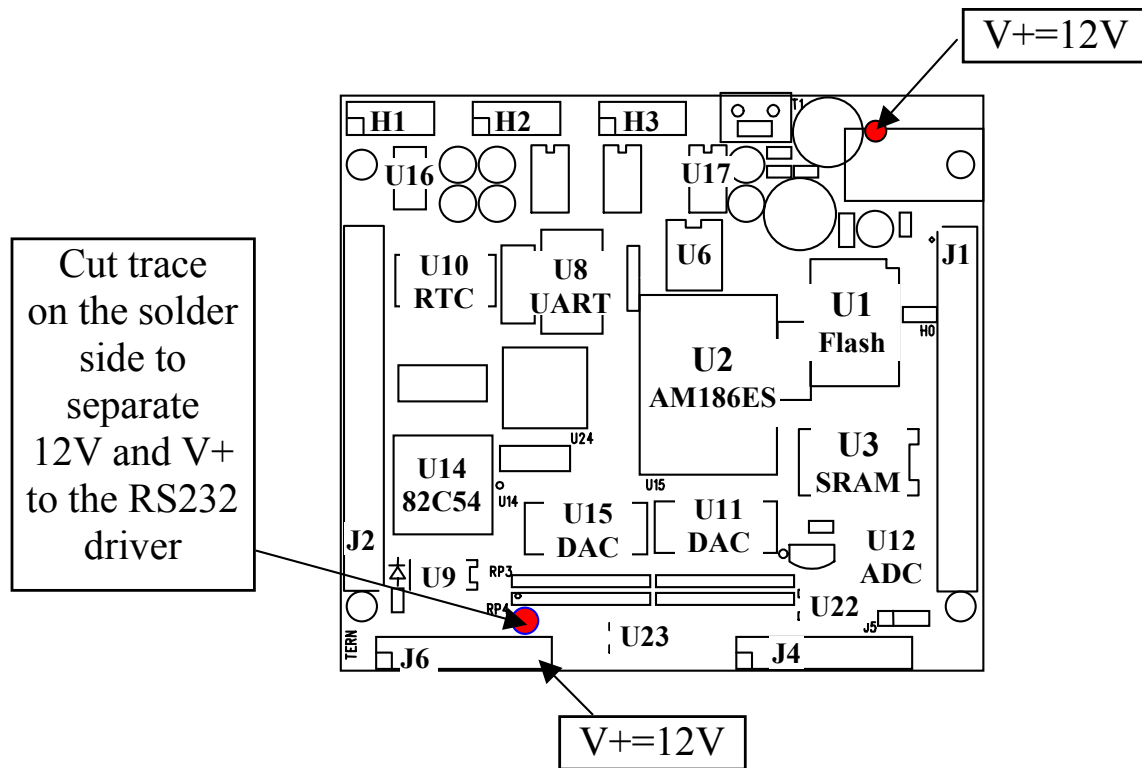 V+=12V
T1
H1
H2
H3
U16
U17
Cut trace
on the solder
side to
separate
12V and V+
to the RS232
driver
U10
RTC
U8
UART
U6
J1
U1
Flash
H0
U2
AM186ES
U24
U14
82C54
U14
U3
SRAM
U15
U15
DAC
U11
DAC
J2
U12
ADC
U9
RP3
RP4
U22
J5
TERN
U23
J6
J4
V+=12V